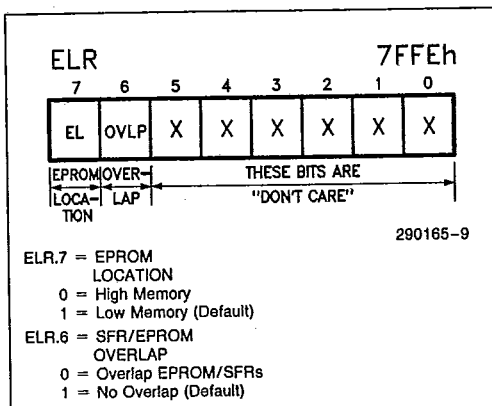 ELR 7FFEh
7 6 5 4 3 2 1 0
EL OVLP X X X X X X
EPROM OVER- THESE BITS ARE
LOCA- LAP "DON'T CARE"
TION
290165-9
ELR.7 = EPROM
LOCATION
0 = High Memory
1 = Low Memory (Default)
ELR.6 = SFR/EPROM
OVERLAP
0 = Overlap EPROM/SFRs
1 = No Overlap (Default)